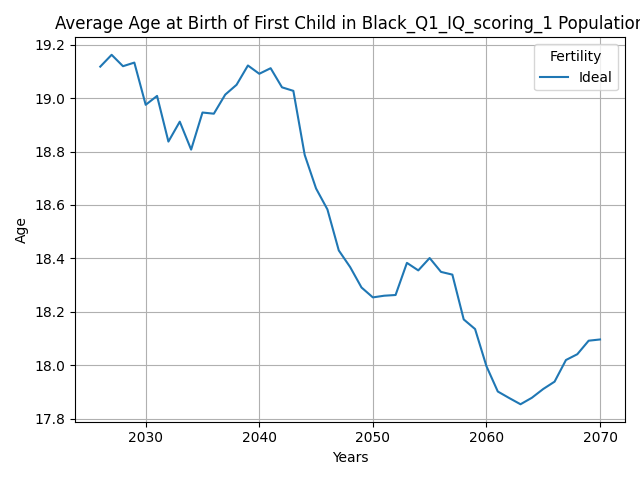 Average Age at Birth of First Child in Black_Q1_IQ_scoring_1 Population
19.2
19.0
18.8
18.6
18.4
18.2
18.0
17.8
Age
Fertility
Ideal
2030 2040 2050 2060 2070
Years